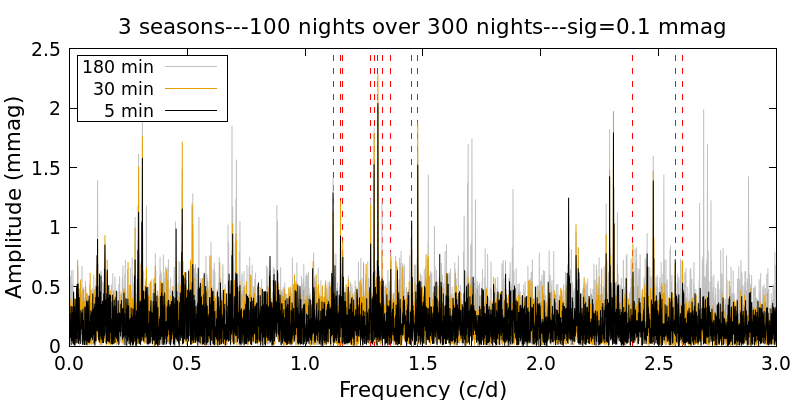 3 seasons---100 nights over 300 nights---sig=0.1 mmag
2.5
180 min
30 min
5 min
2
1.5
1
0.5
0
Amplitude (mmag)
0.0 0.5 1.0 1.5 2.0 2.5 3.0
Frequency (c/d)